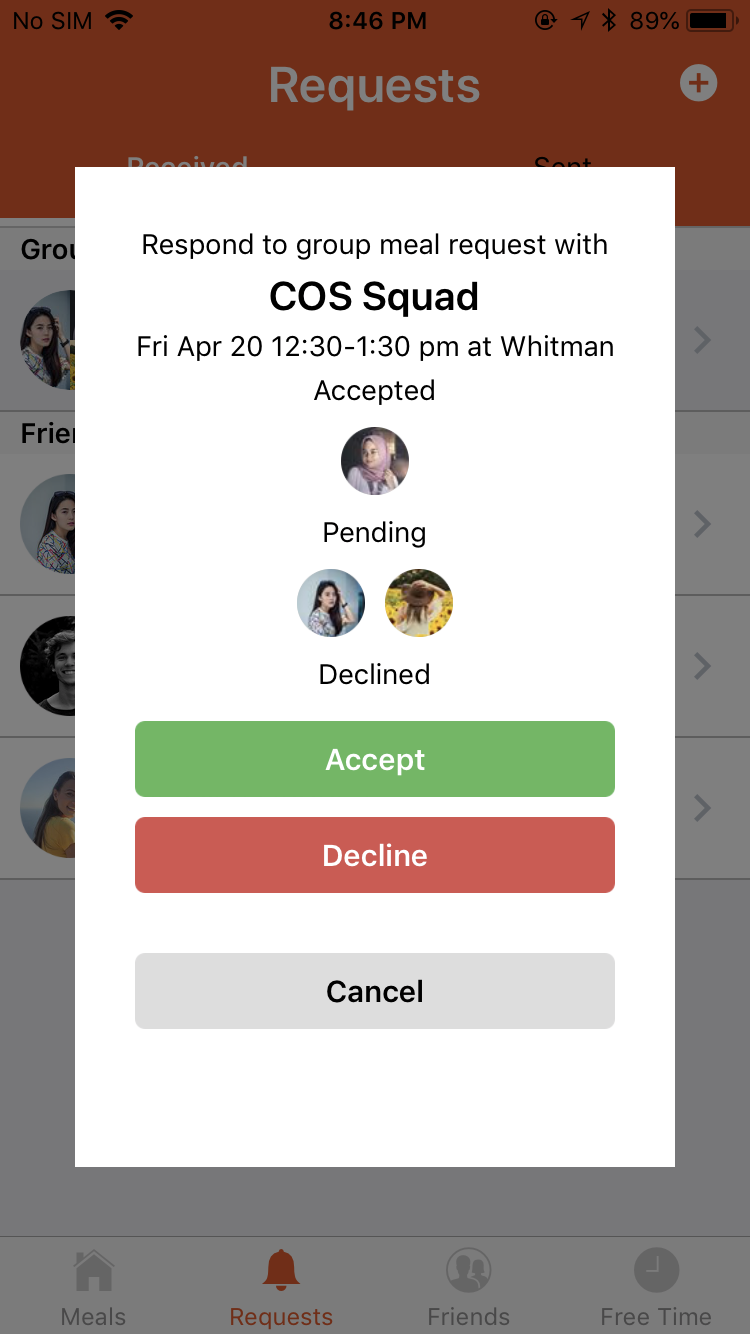 No SIM 8:46 PM 89%
Requests
Received Sent
Respond to group meal request with
COS Squad
Fri Apr 20 12:30-1:30 pm at Whitman
Accepted
Pending
Declined
Accept
Decline
Cancel
Meals Requests Friends Free Time